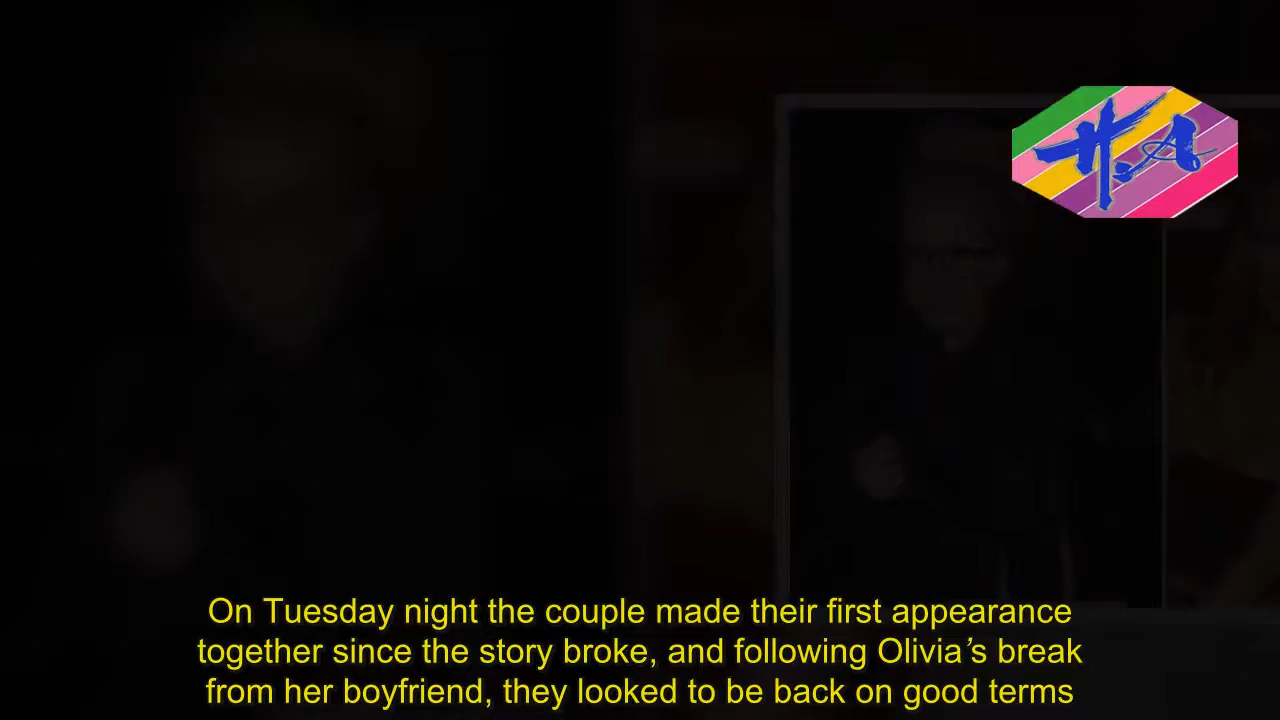 H.A
On Tuesday night the couple made their first appearance
together since the story broke, and following Olivia’s break
from her boyfriend, they looked to be back on good terms